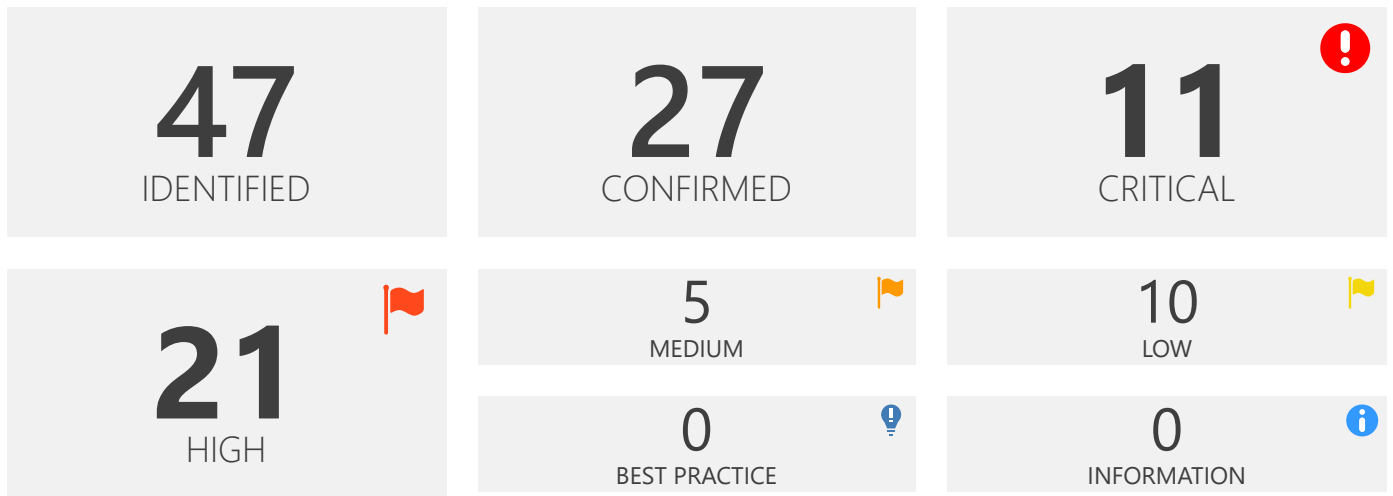 47
IDENTIFIED
27
CONFIRMED
11
CRITICAL
21
HIGH
5
MEDIUM
10
LOW
0
BEST PRACTICE
0
INFORMATION